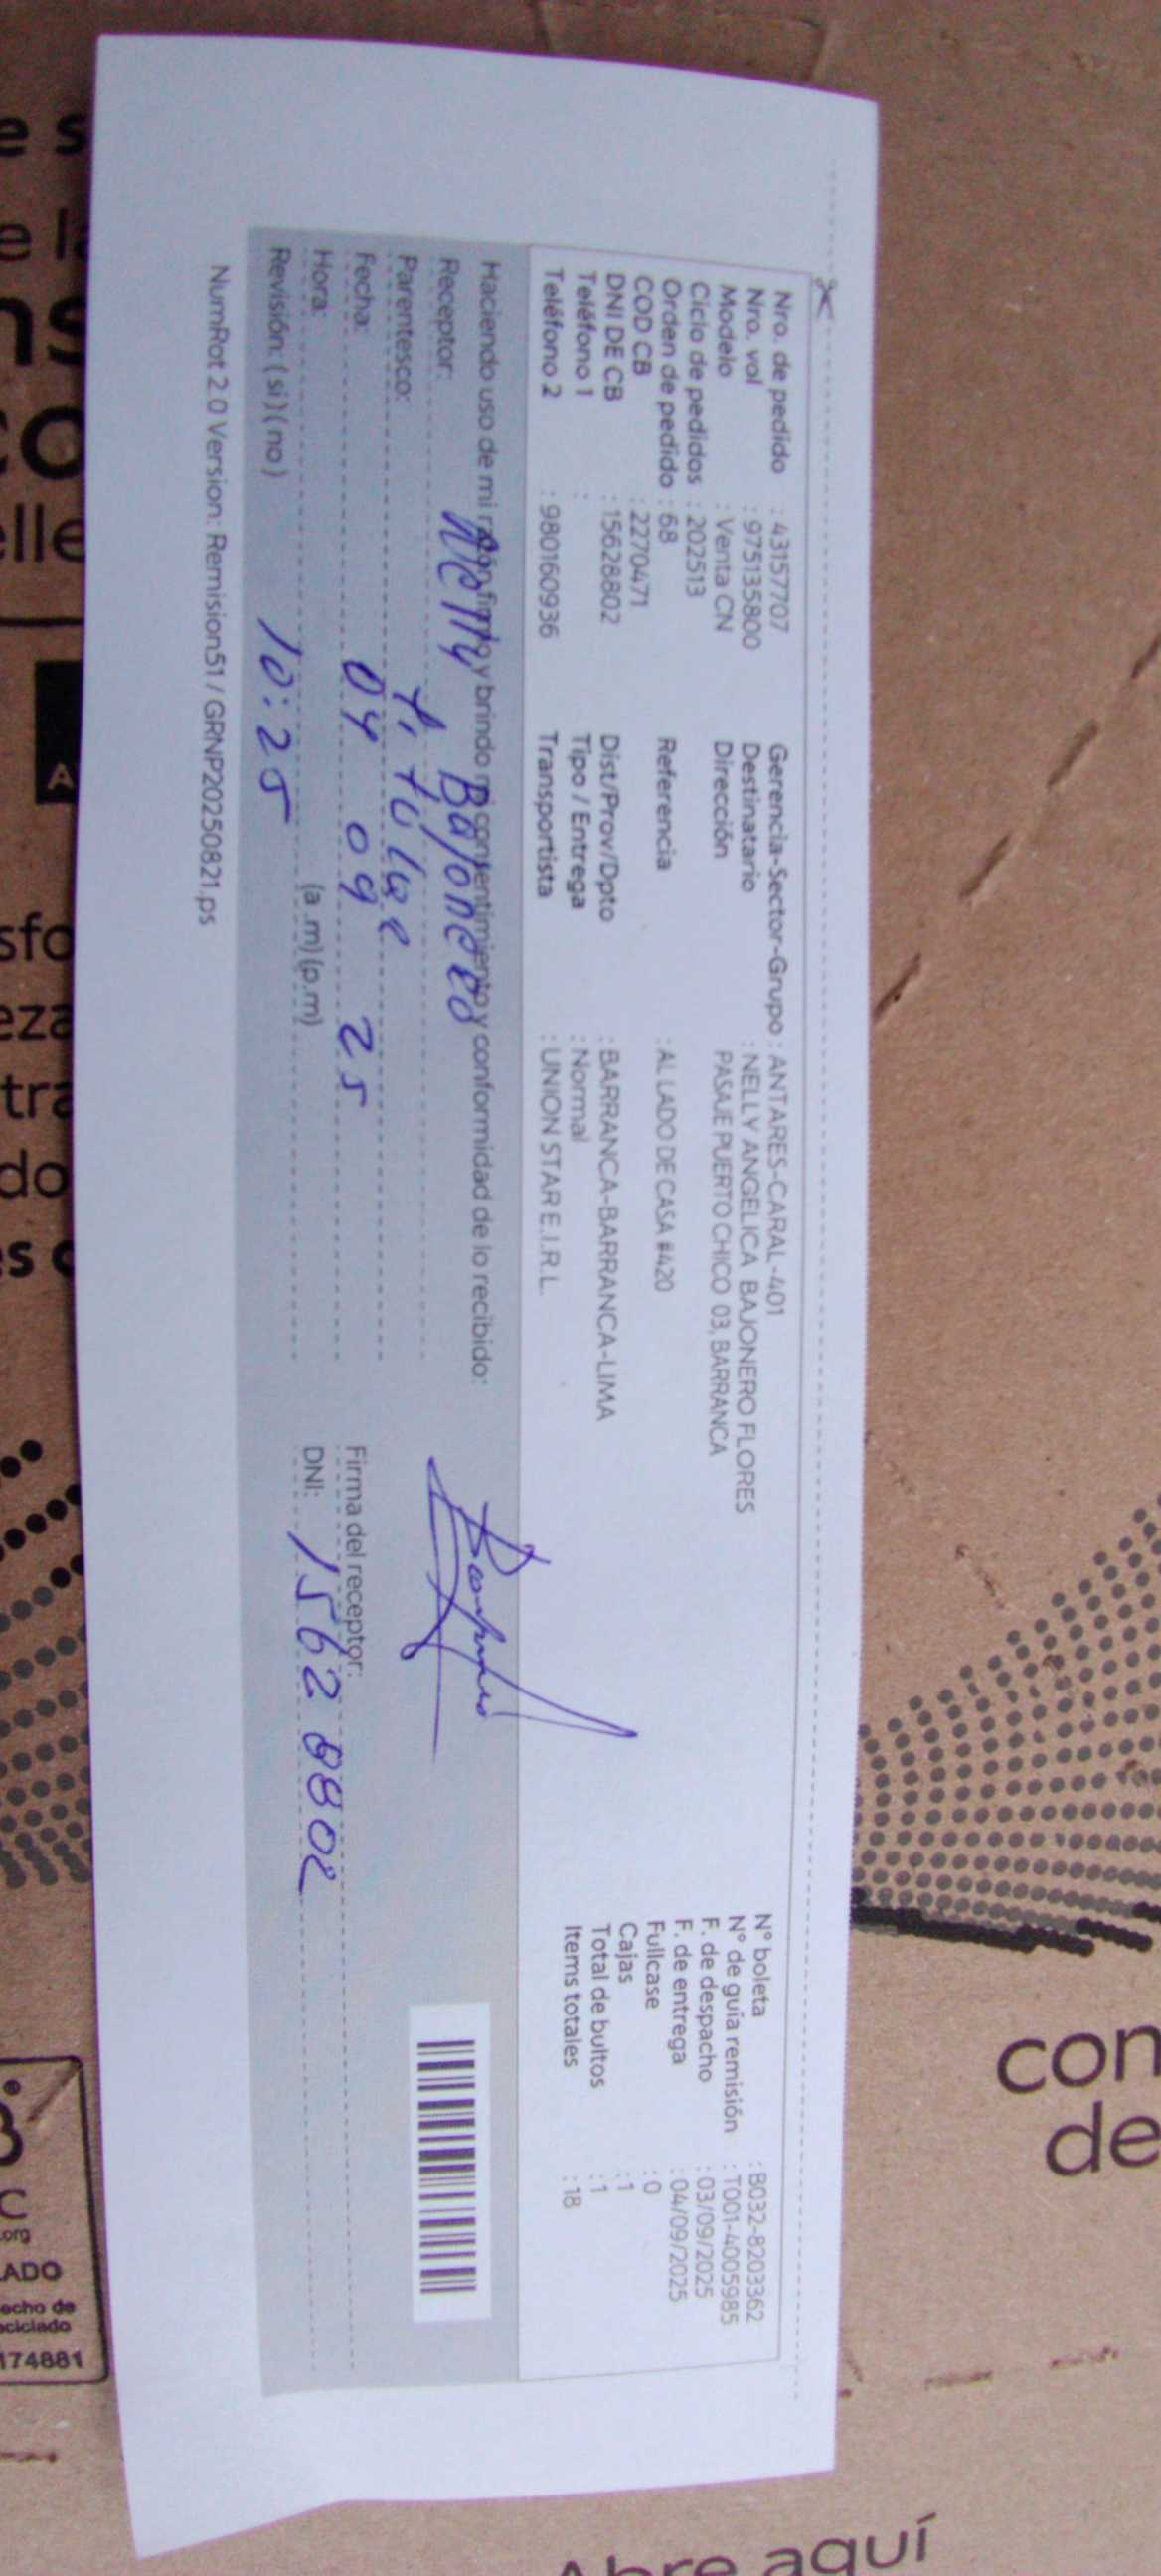 Nro. de pedido : 43157707
Nro. vol : 975135800
Modelo : Venta CN
Ciclo de pedidos : 202513
Orden de pedido : 68
COD CB : 2270471
DNI DE CB : 15628802
Teléfono 1 :
Teléfono 2 : 980160936
Gerencia-Sector-Grupo : ANTARES-CARAL-401
Destinatario : NELLY ANGELICA BAJONERO FLORES
Dirección PASAJE PUERTO CHICO 03, BARRANCA
Referencia : AL LADO DE CASA #420
Dist/Prov/Dpto : BARRANCA-BARRANCA-LIMA
Tipo / Entrega : Normal
Transportista : UNION STAR E.I.R.L.
N° boleta : B032-8203362
N° de guia remisión : T001-4005985
F. de despacho : 03/09/2025
F. de entrega : 04/09/2025
Fullcase : 0
Cajas : 1
Total de bultos : 1
Items totales : 18
Haciendo uso de mi razón firmo y brindo mi consentimiento y conformidad de lo recibido:
Receptor: Nelly Bajonero
Parentesco: Titular
Fecha: 04 09 25
Hora: (a.m) (p.m)
Revisión: ( si ) ( no ) 10:25
Firma del receptor:
DNI: 15628802
NumRot 2.0 Version: Remision51 / GRNP20250821.ps
con
de
Abre aquí
ADO
174881